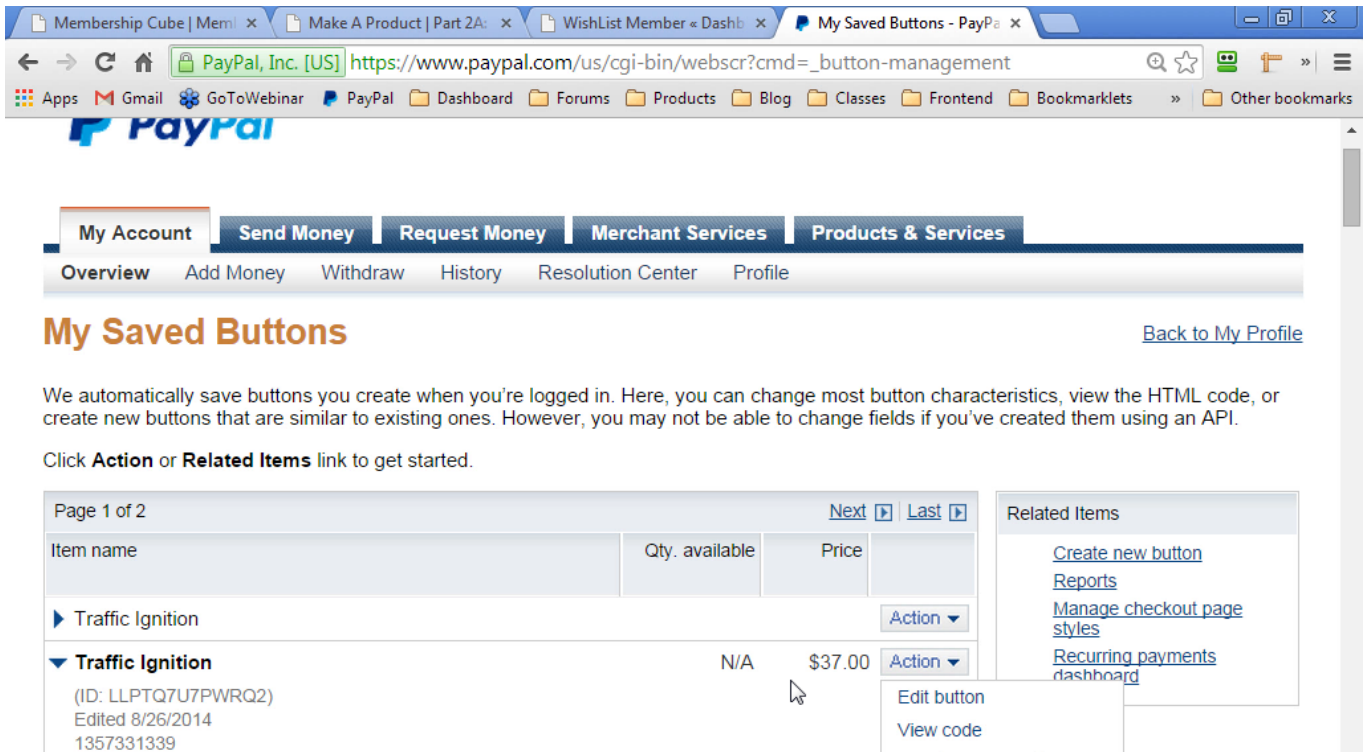 Membership Cube | Meml
Make A Product | Part 2A:
WishList Member « Dashb
My Saved Buttons - PayPa
PayPal, Inc. [US] https://www.paypal.com/us/cgi-bin/webscr?cmd=_button-management
Apps Gmail GoToWebinar PayPal Dashboard Forums Products Blog Classes Frontend Bookmarklets » Other bookmarks
PayPal
My Account Send Money Request Money Merchant Services Products & Services
Overview Add Money Withdraw History Resolution Center Profile
My Saved Buttons
Back to My Profile
We automatically save buttons you create when you're logged in. Here, you can change most button characteristics, view the HTML code, or
create new buttons that are similar to existing ones. However, you may not be able to change fields if you've created them using an API.
Click Action or Related Items link to get started.
Page 1 of 2 Next Last
Item name Qty. available Price
Traffic Ignition Action
Traffic Ignition N/A $37.00 Action
(ID: LLPTQ7U7PWRQ2)
Edited 8/26/2014
1357331339
Edit button
View code
Related Items
Create new button
Reports
Manage checkout page
styles
Recurring payments
dashboard